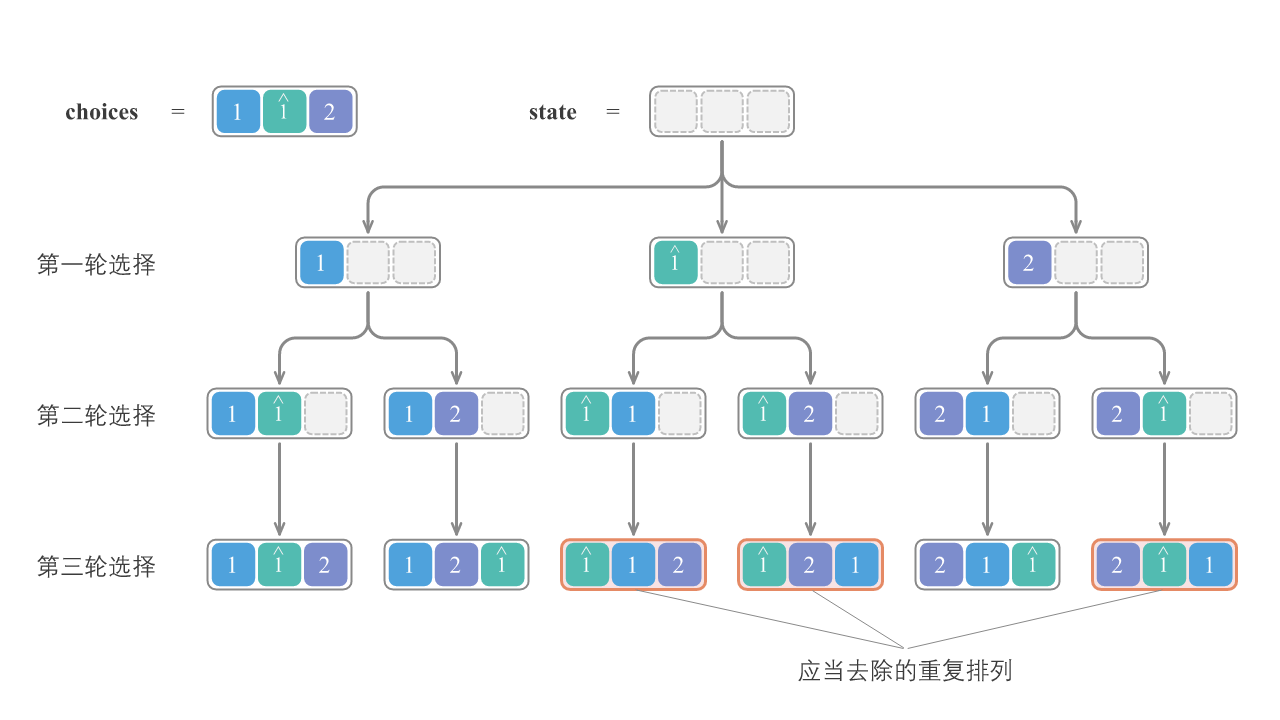 choices = 1 1̂ 2 state =
第一轮选择 1 1̂ 2
第二轮选择 1 1̂ 1 2 1̂ 1 1̂ 2 2 1 2 1̂
第三轮选择 1 1̂ 2 1 2 1̂ 1̂ 1 2 1̂ 2 1 2 1 1̂ 2 1̂ 1
应当去除的重复排列